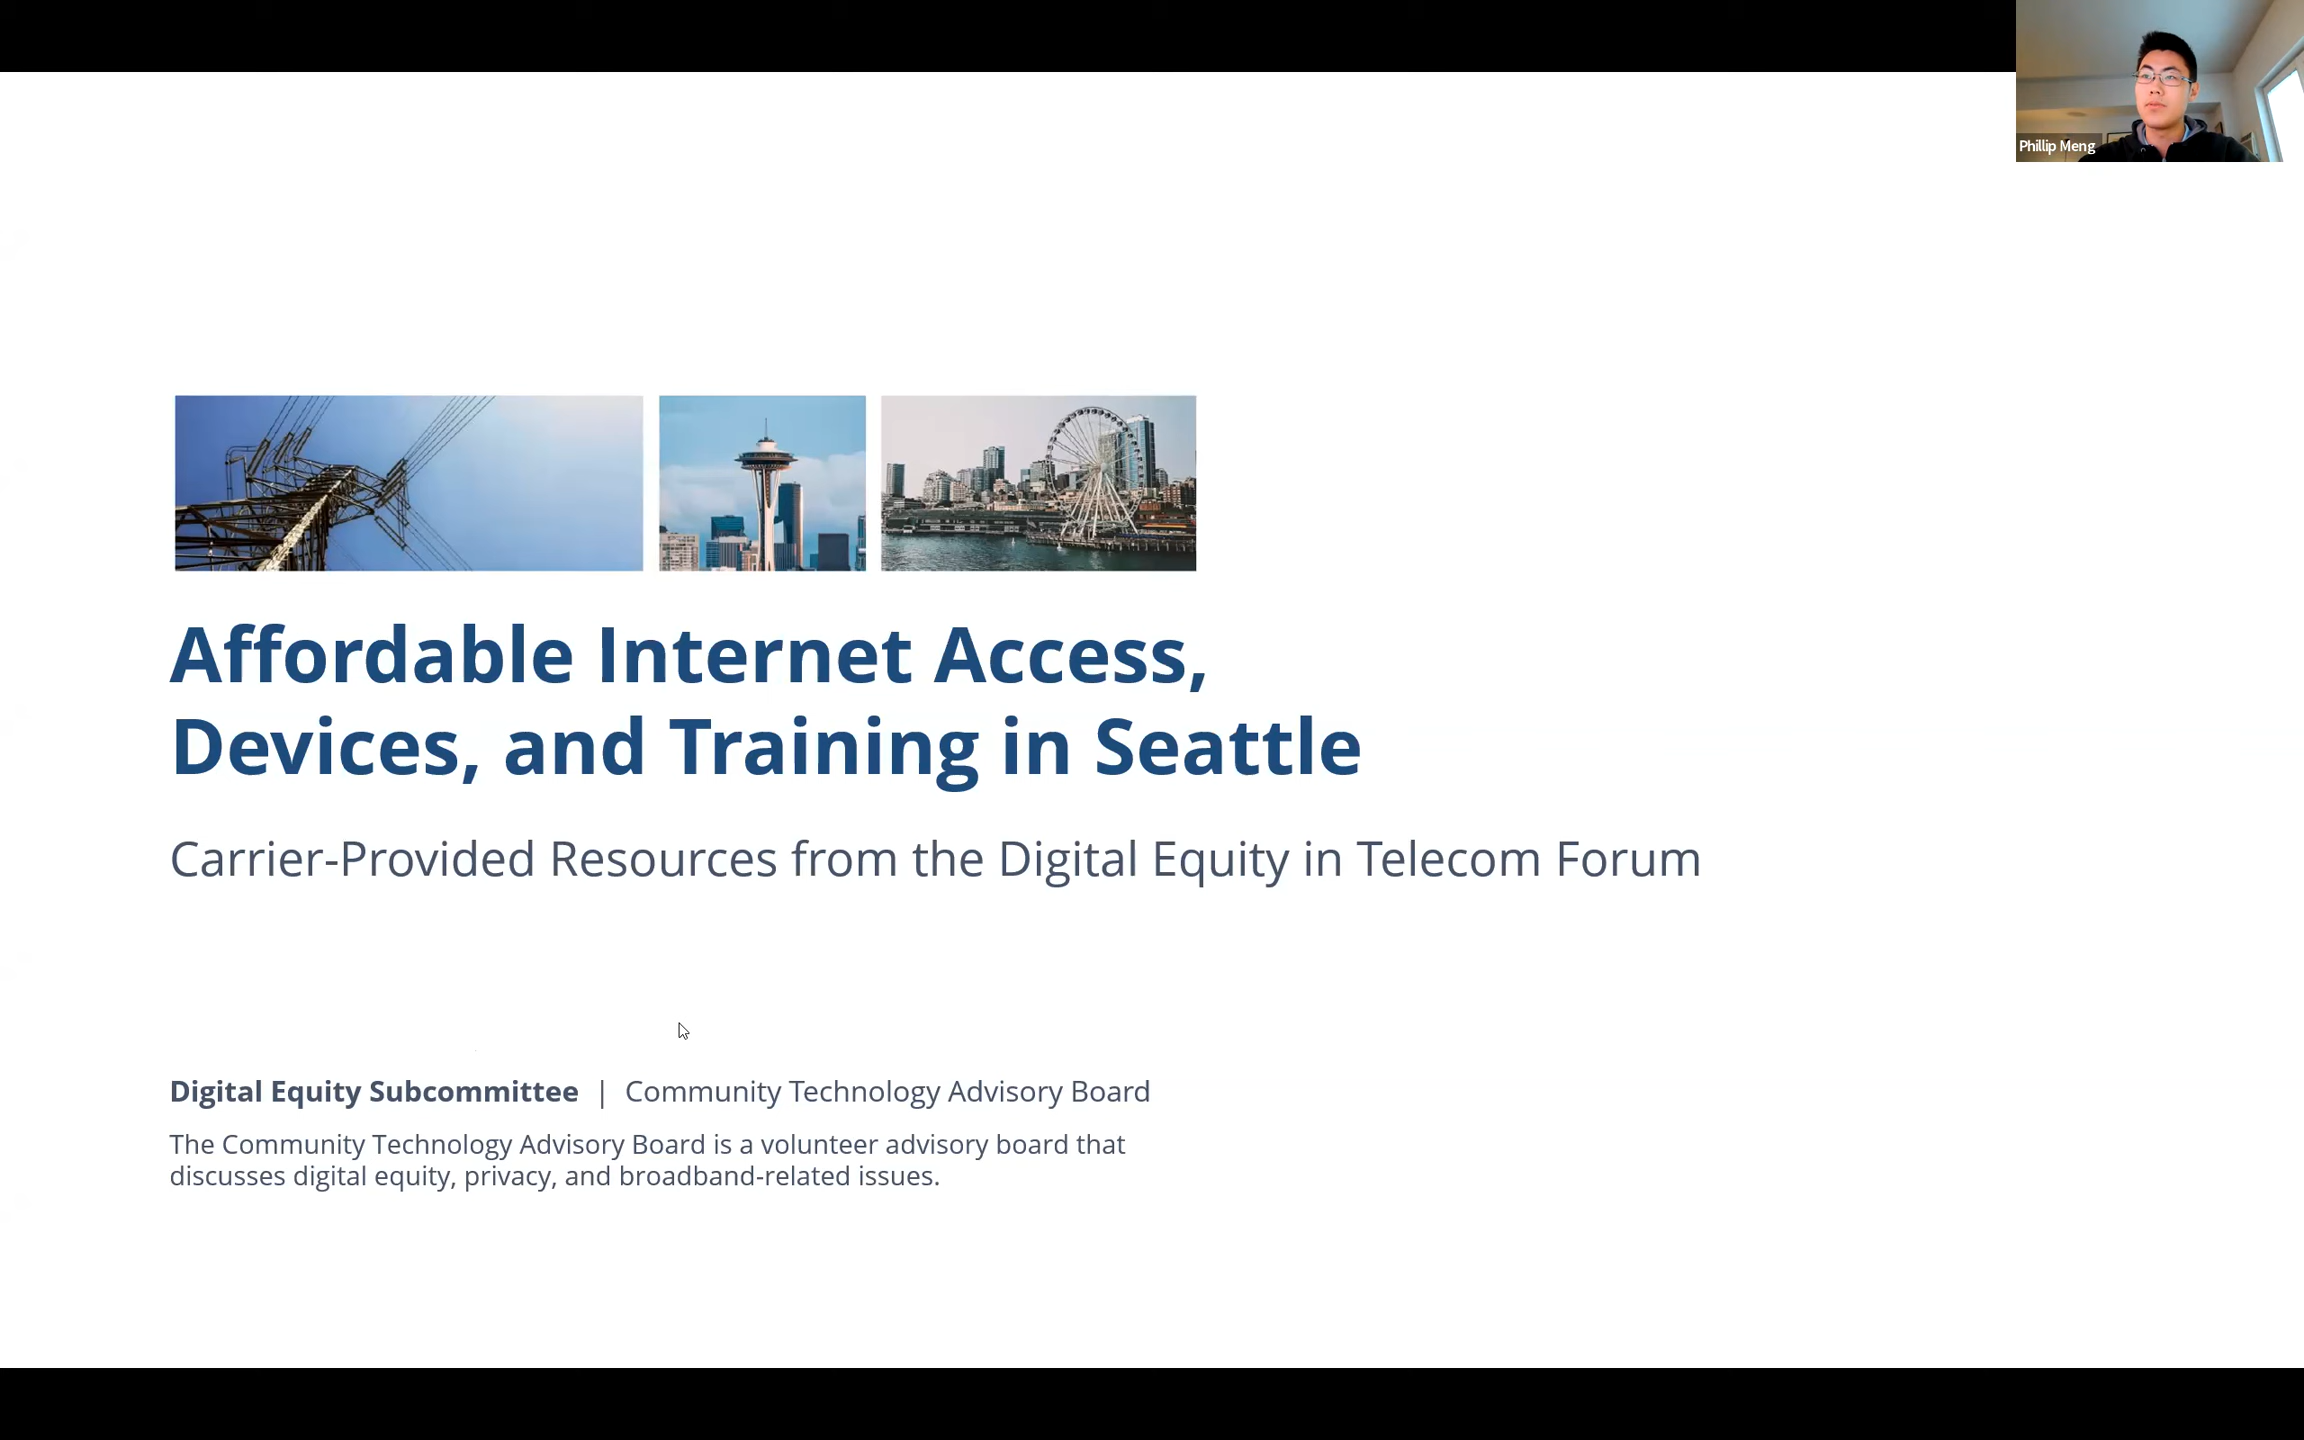 Phillip Meng
Affordable Internet Access,
Devices, and Training in Seattle
Carrier-Provided Resources from the Digital Equity in Telecom Forum
Digital Equity Subcommittee | Community Technology Advisory Board
The Community Technology Advisory Board is a volunteer advisory board that
discusses digital equity, privacy, and broadband-related issues.